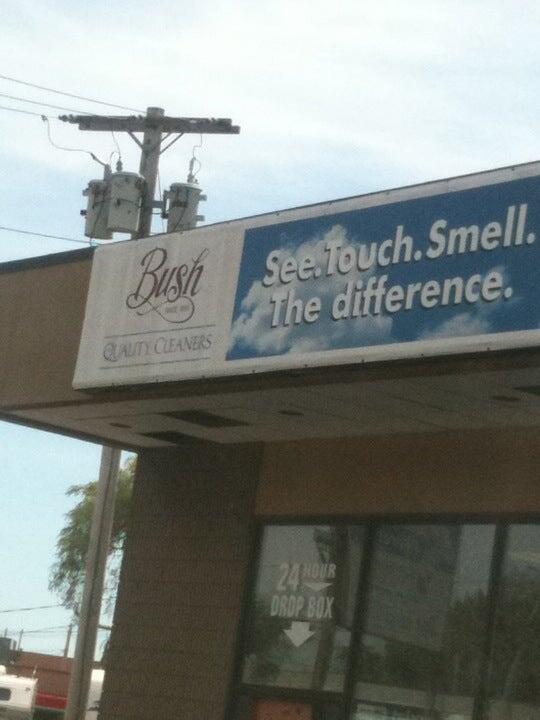 Bush
QUALITY CLEANERS
See. Touch. Smell.
The difference.
24 HOUR
DROP BOX